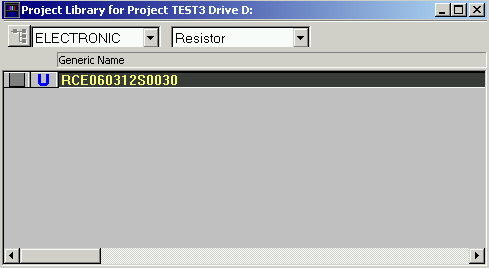 Project Library for Project TEST3 Drive D:
ELECTRONIC Resistor
Generic Name
U RCE060312S0030